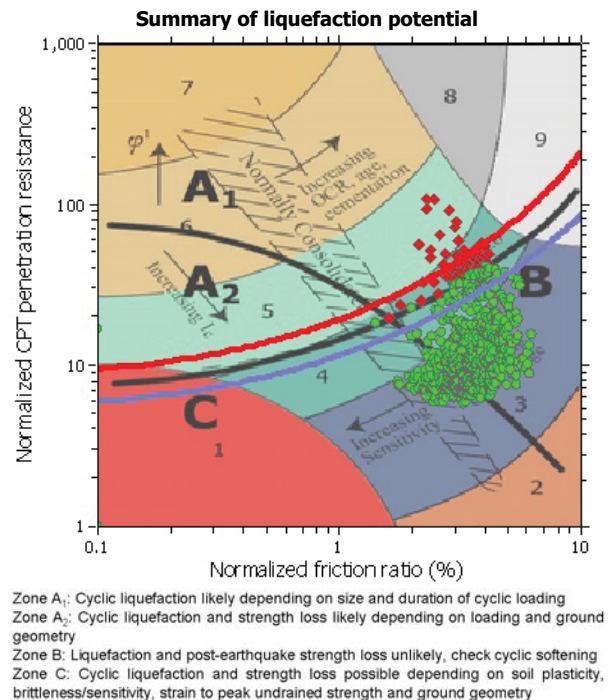 Summary of liquefaction potential
Normalized CPT penetration resistance
1,000
100
10
1
7
8
9
φ'
A1
6
A2
5
4
B
C
1
3
2
Normally Consolid
Increasing
OCR, age,
cementation
Increasing Ic
Increasing
Sensitivity
0.1
1
10
Normalized friction ratio (%)
Zone A1: Cyclic liquefaction likely depending on size and duration of cyclic loading
Zone A2: Cyclic liquefaction and strength loss likely depending on loading and ground
geometry
Zone B: Liquefaction and post-earthquake strength loss unlikely, check cyclic softening
Zone C: Cyclic liquefaction and strength loss possible depending on soil plasticity,
brittleness/sensitivity, strain to peak undrained strength and ground geometry